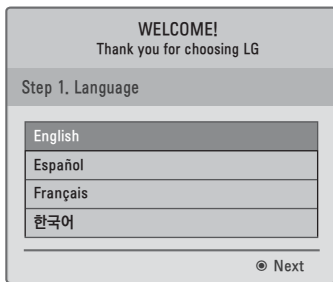 WELCOME!
Thank you for choosing LG
Step 1. Language
English
Español
Français
한국어
Next